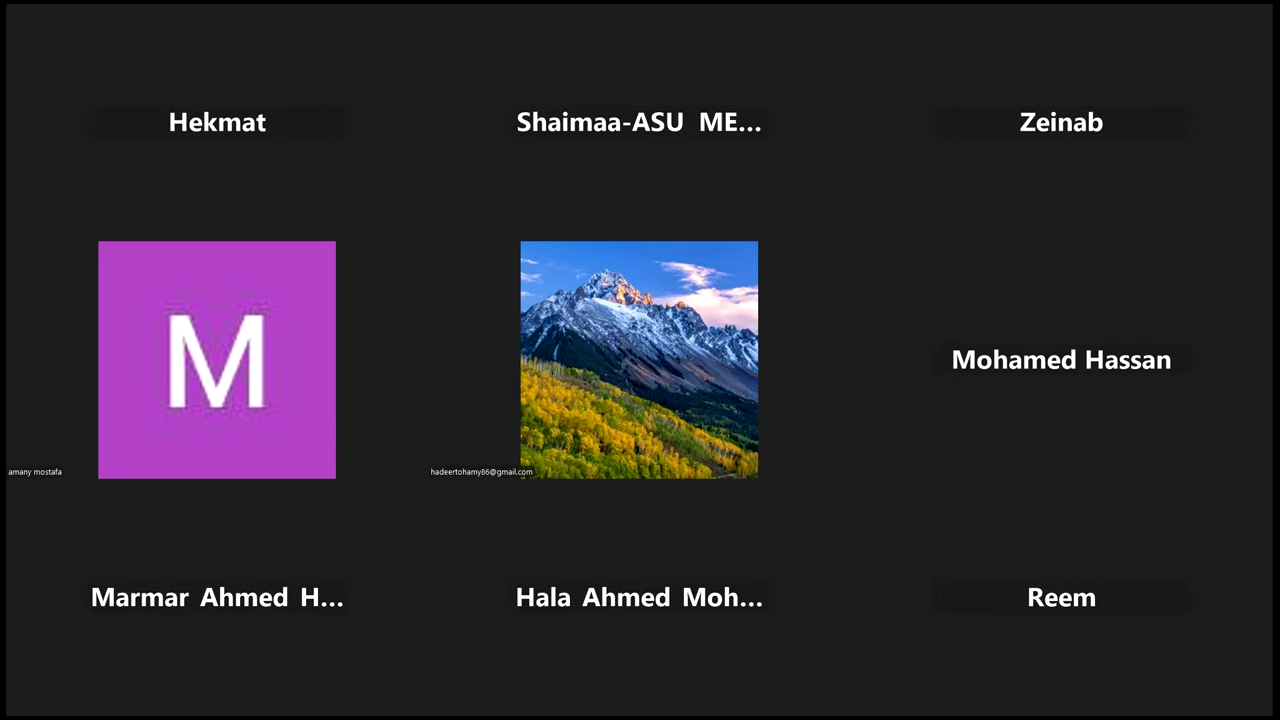 Hekmat
Shaimaa-ASU ME...
Zeinab
M
amany mostafa
hadeertohamy86@gmail.com
Mohamed Hassan
Marmar Ahmed H...
Hala Ahmed Moh...
Reem